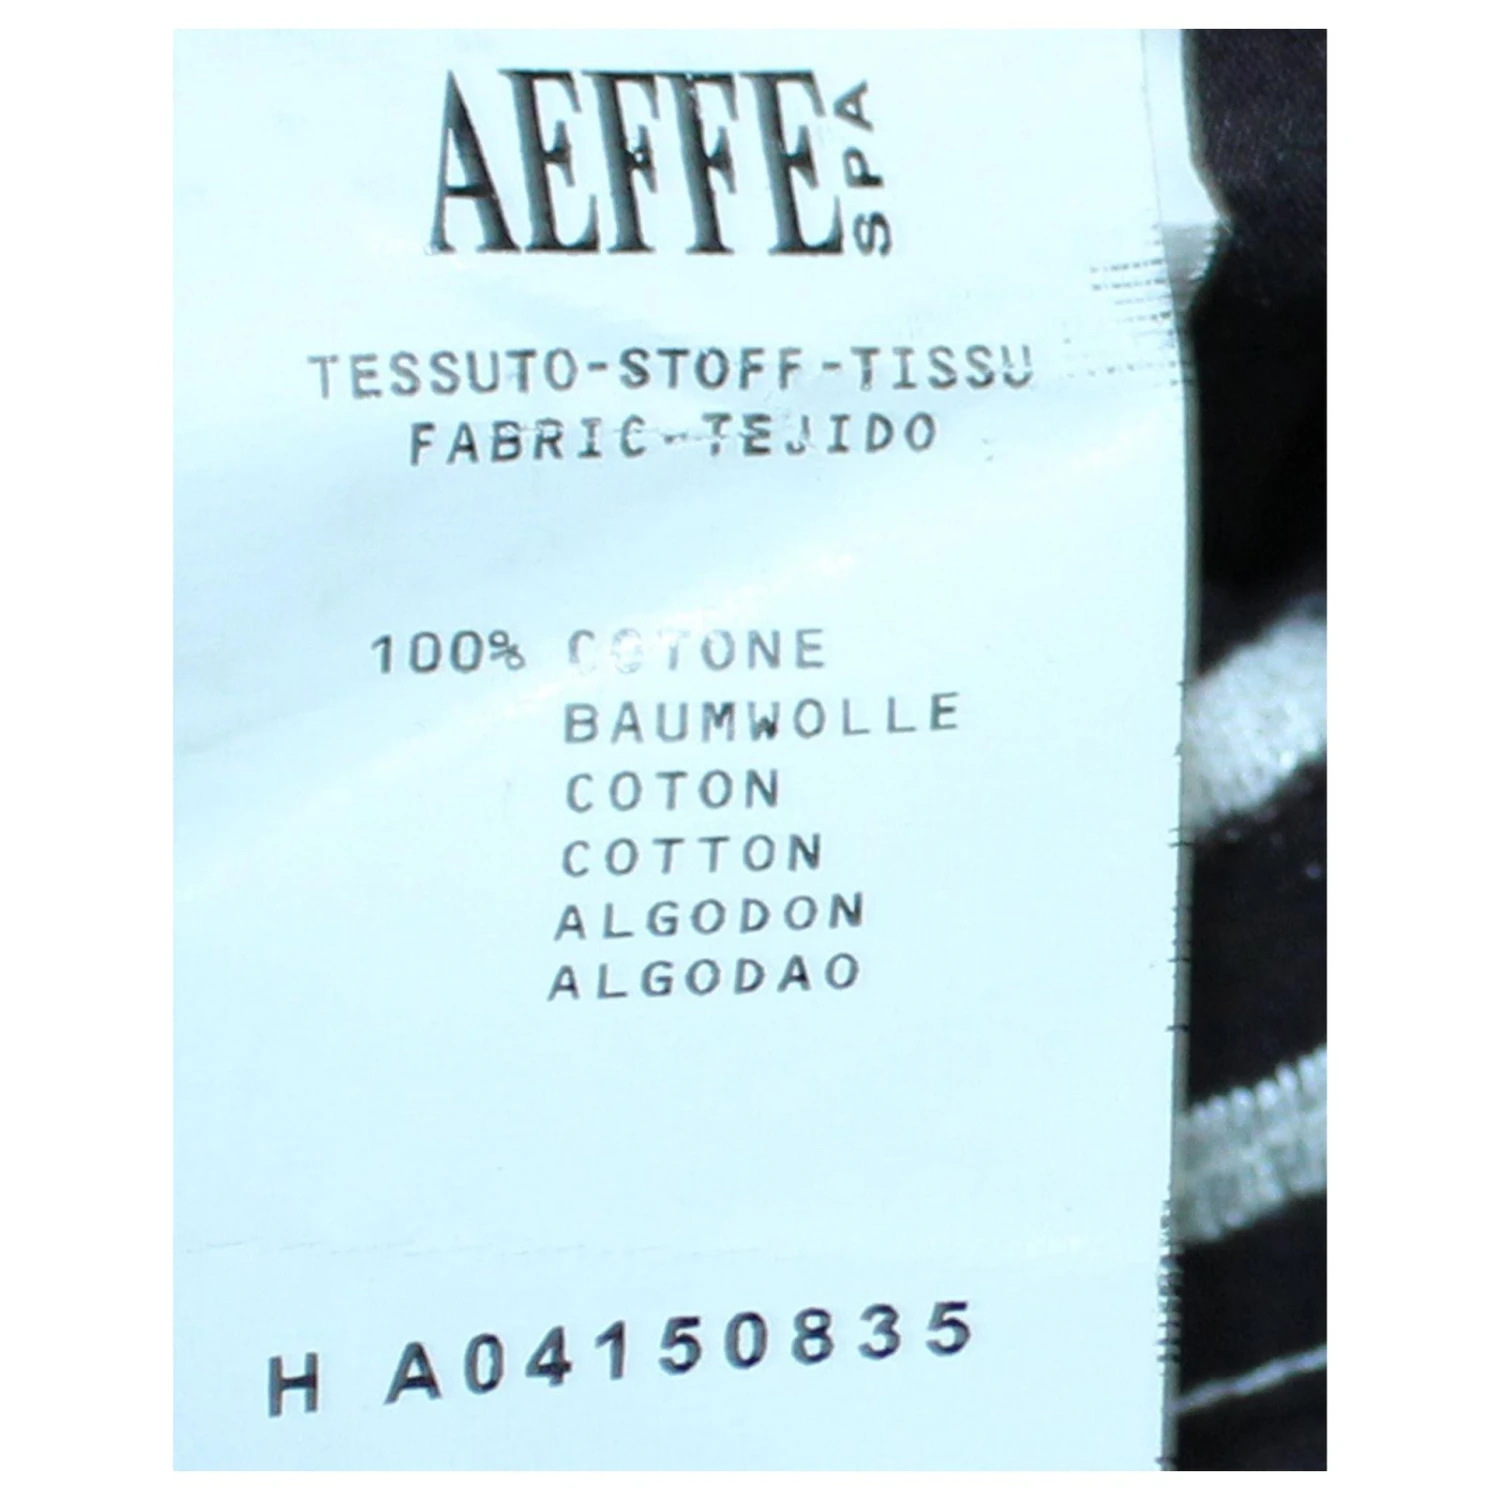 AEFFE SPA
TESSUTO-STOFF-TISSU
FABRIC-TEJIDO
100% COTONE
BAUMWOLLE
COTON
COTTON
ALGODON
ALGODAO
H A04150835